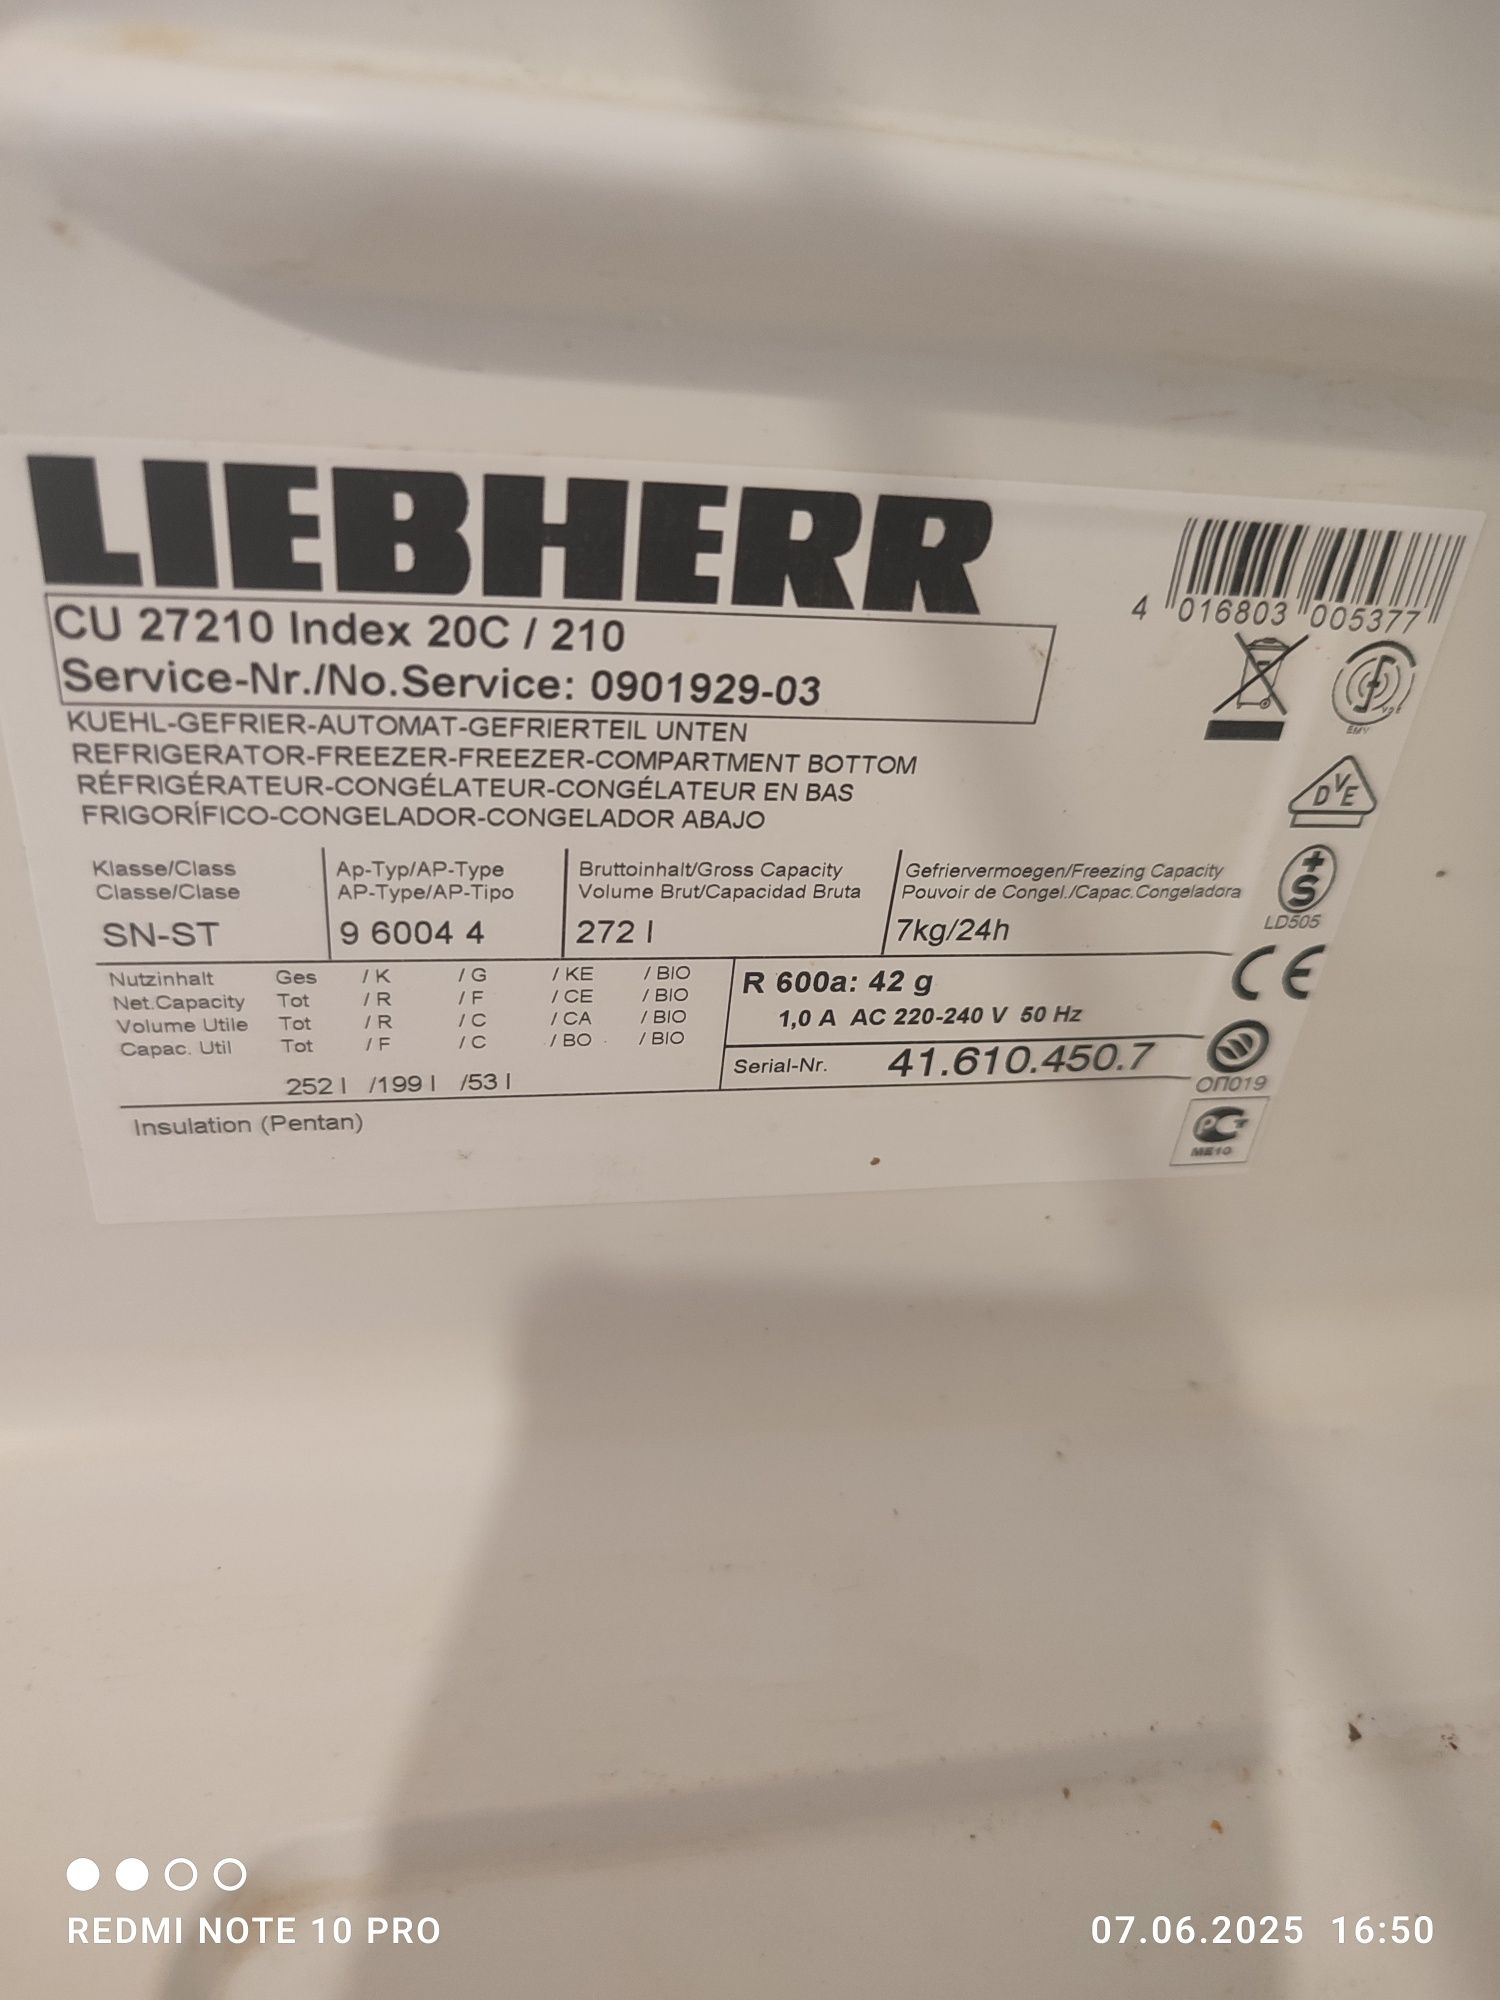 LIEBHERR
CU 27210 Index 20C / 210
Service-Nr./No.Service: 0901929-03
4 016803 005377
KUEHL-GEFRIER-AUTOMAT-GEFRIERTEIL UNTEN
REFRIGERATOR-FREEZER-FREEZER-COMPARTMENT BOTTOM
RÉFRIGÉRATEUR-CONGÉLATEUR-CONGÉLATEUR EN BAS
FRIGORÍFICO-CONGELADOR-CONGELADOR ABAJO
EMV
VDE
DVE
Klasse/Class
Classe/Clase
SN-ST
Ap-Typ/AP-Type
AP-Type/AP-Tipo
9 6004 4
Bruttoinhalt/Gross Capacity
Volume Brut/Capacidad Bruta
272 l
Gefriervermoegen/Freezing Capacity
Pouvoir de Congel./Capac.Congeladora
7kg/24h
+S
LD505
Nutzinhalt Ges / K / G / KE / BIO
Net.Capacity Tot / R / F / CE / BIO
Volume Utile Tot / R / C / CA / BIO
Capac. Util Tot / F / C / BO / BIO
252 l /199 l /53 l
R 600a: 42 g
1,0 A AC 220-240 V 50 Hz
Serial-Nr. 41.610.450.7
CE
ОП019
РСТ
МЕ10
Insulation (Pentan)
REDMI NOTE 10 PRO
07.06.2025 16:50